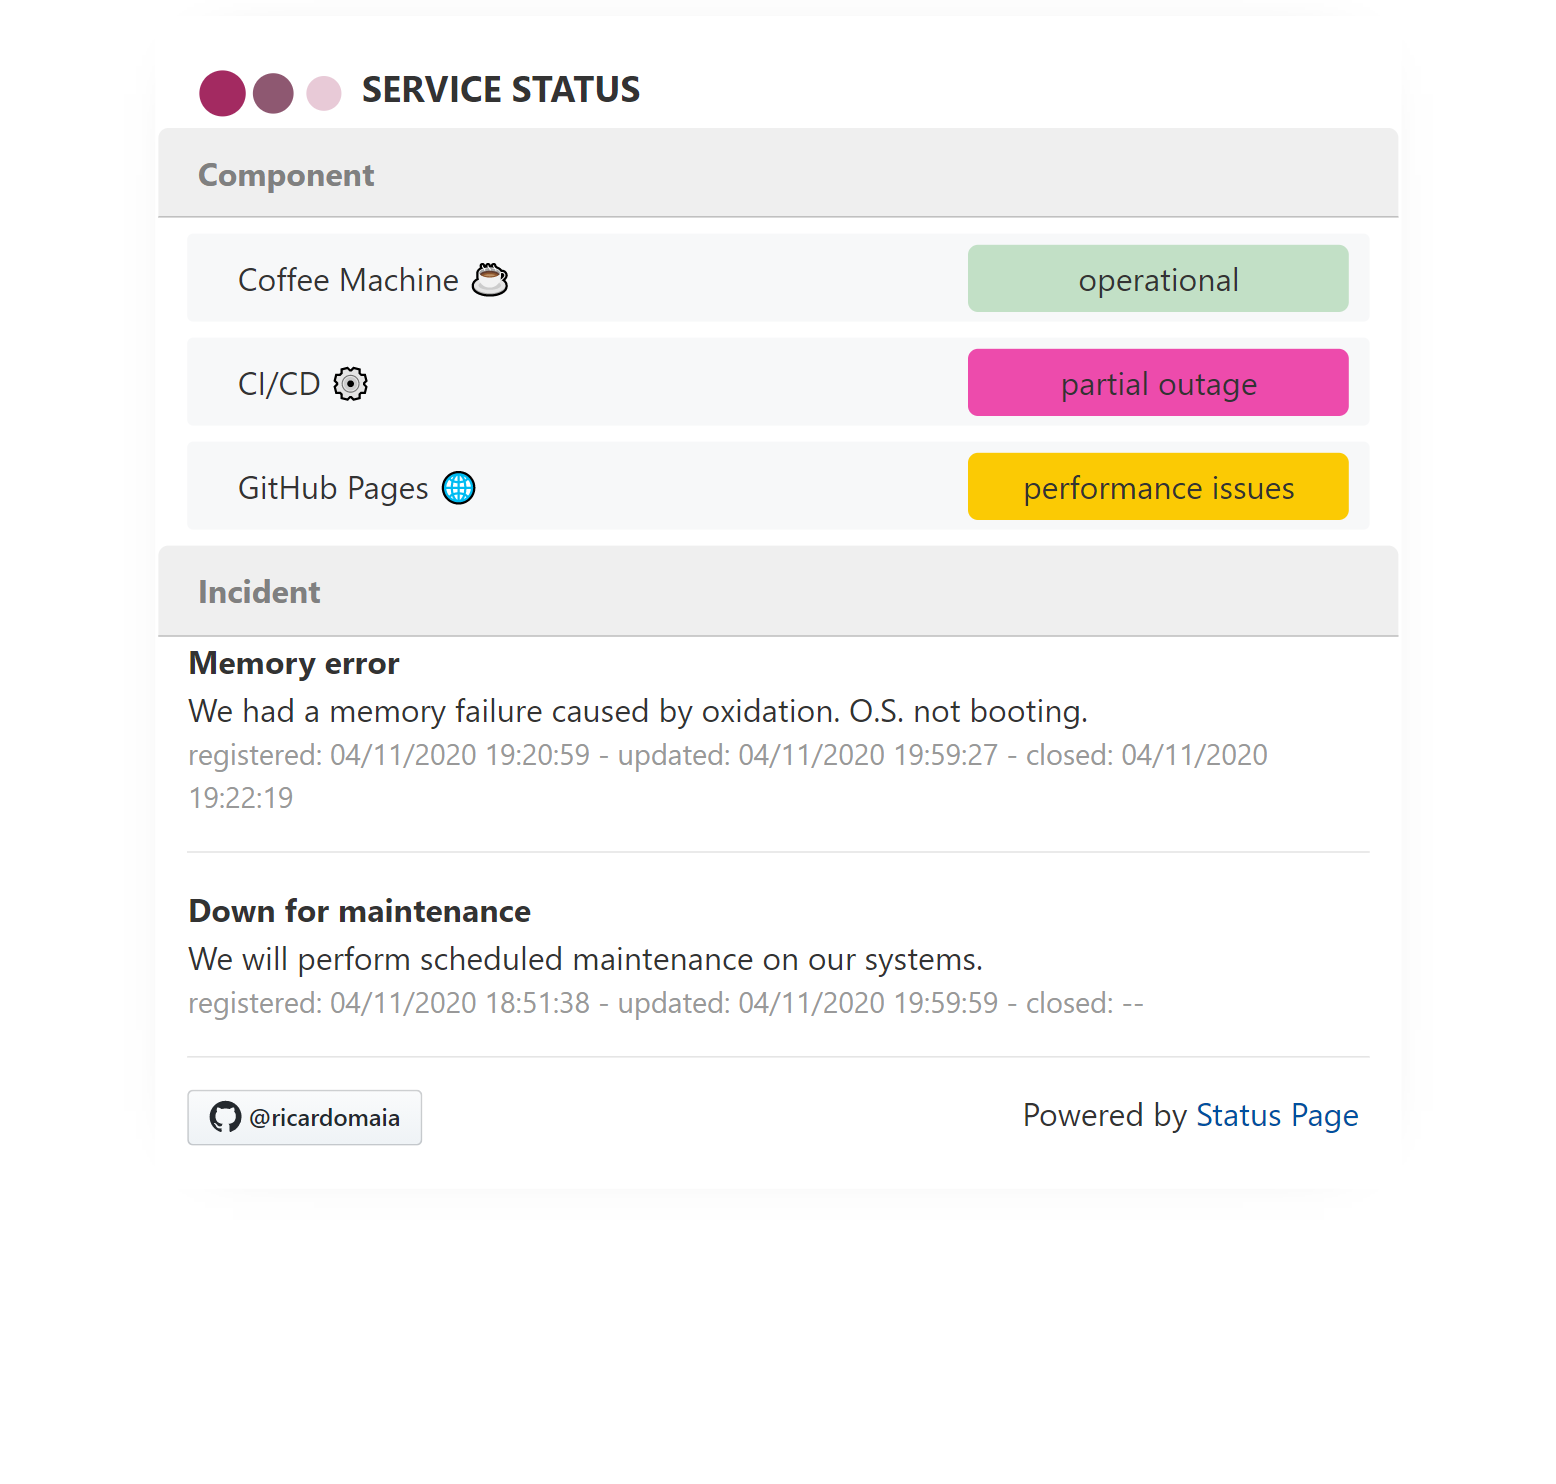 SERVICE STATUS
Component
Coffee Machine ☕ operational
CI/CD ⚙ partial outage
GitHub Pages 🌐 performance issues
Incident
Memory error
We had a memory failure caused by oxidation. O.S. not booting.
registered: 04/11/2020 19:20:59 - updated: 04/11/2020 19:59:27 - closed: 04/11/2020
19:22:19
Down for maintenance
We will perform scheduled maintenance on our systems.
registered: 04/11/2020 18:51:38 - updated: 04/11/2020 19:59:59 - closed: --
@ricardomaia Powered by Status Page